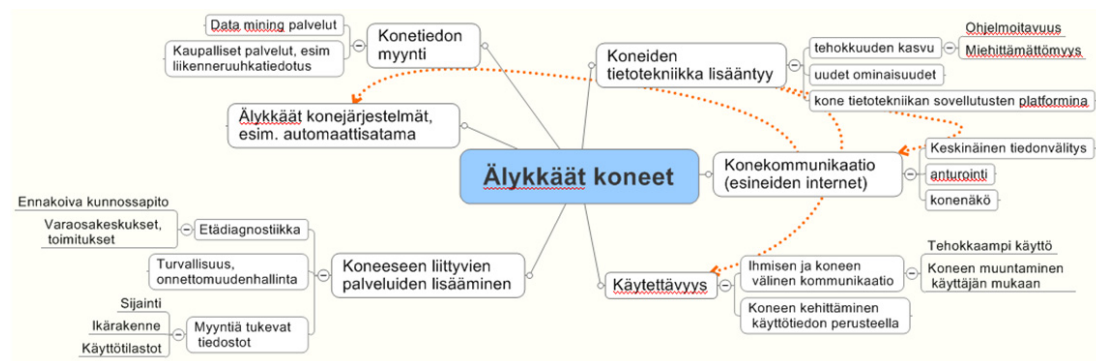 Älykkäät koneet
Konetiedon
myynti
Data mining palvelut
Kaupalliset palvelut, esim
liikenneruuhkatiedotus
Älykkäät konejärjestelmät,
esim. automaattisatama
Koneeseen liittyvien
palveluiden lisääminen
Etädiagnostiikka
Ennakoiva kunnossapito
Varaosakeskukset,
toimitukset
Turvallisuus,
onnettomuudenhallinta
Myyntiä tukevat
tiedostot
Sijainti
Ikärakenne
Käyttötilastot
Koneiden
tietotekniikka lisääntyy
tehokkuuden kasvu
Ohjelmoitavuus
Miehittämättömyys
uudet ominaisuudet
kone tietotekniikan sovellutusten platformina
Konekommunikaatio
(esineiden internet)
Keskinäinen tiedonvälitys
anturointi
konenäkö
Käytettävyys
Ihmisen ja koneen
välinen kommunikaatio
Tehokkaampi käyttö
Koneen muuntaminen
käyttäjän mukaan
Koneen kehittäminen
käyttötiedon perusteella